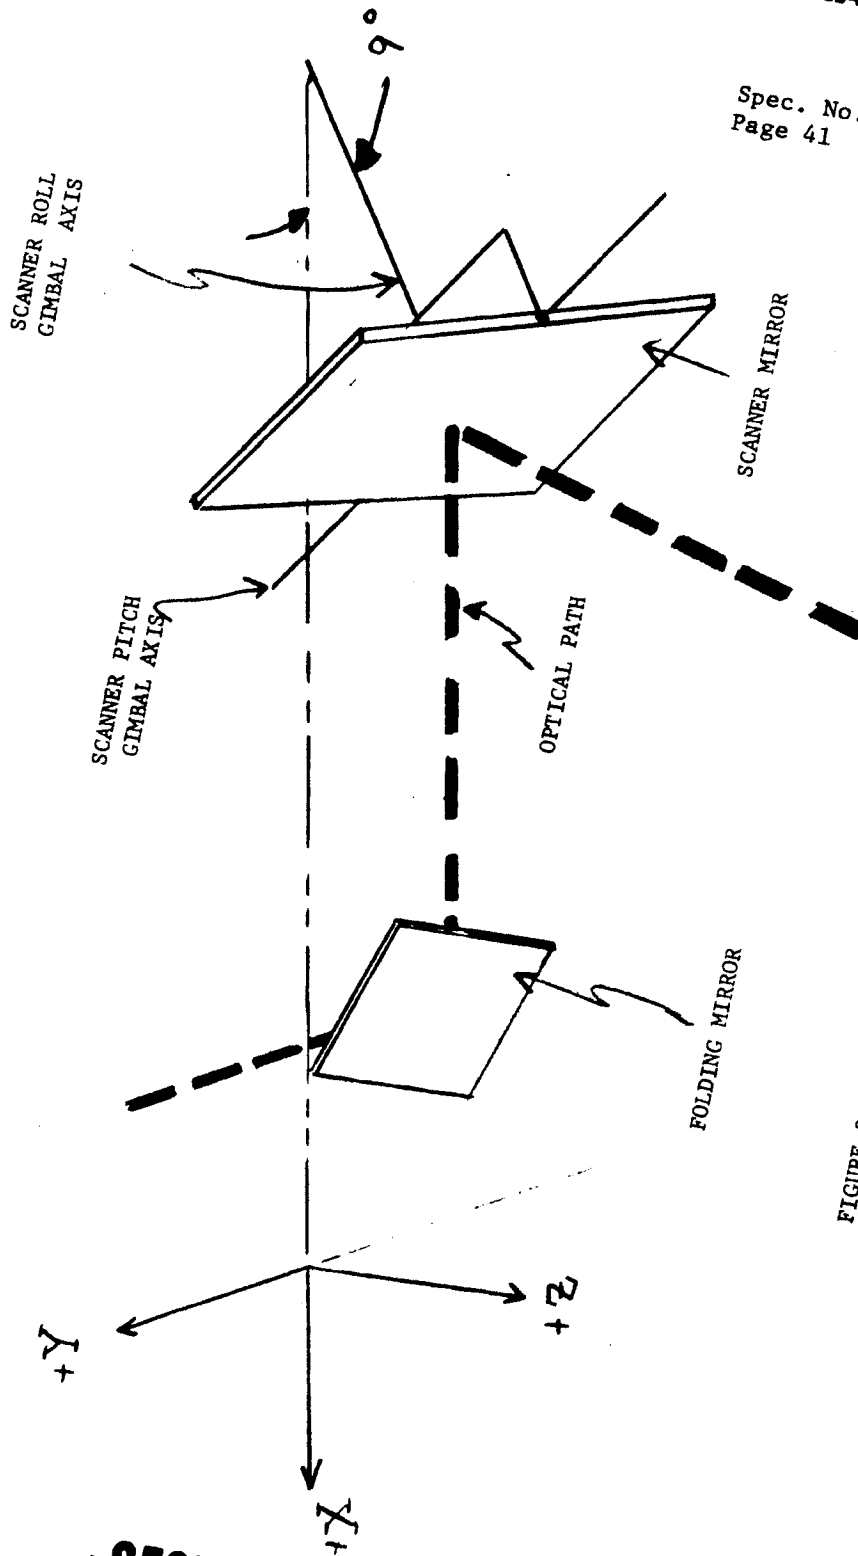 Spec. No.
Page 41
9°
SCANNER ROLL
GIMBAL AXIS
SCANNER MIRROR
SCANNER PITCH
GIMBAL AXIS
OPTICAL PATH
FOLDING MIRROR
+Y
+Z
+X
FIGURE